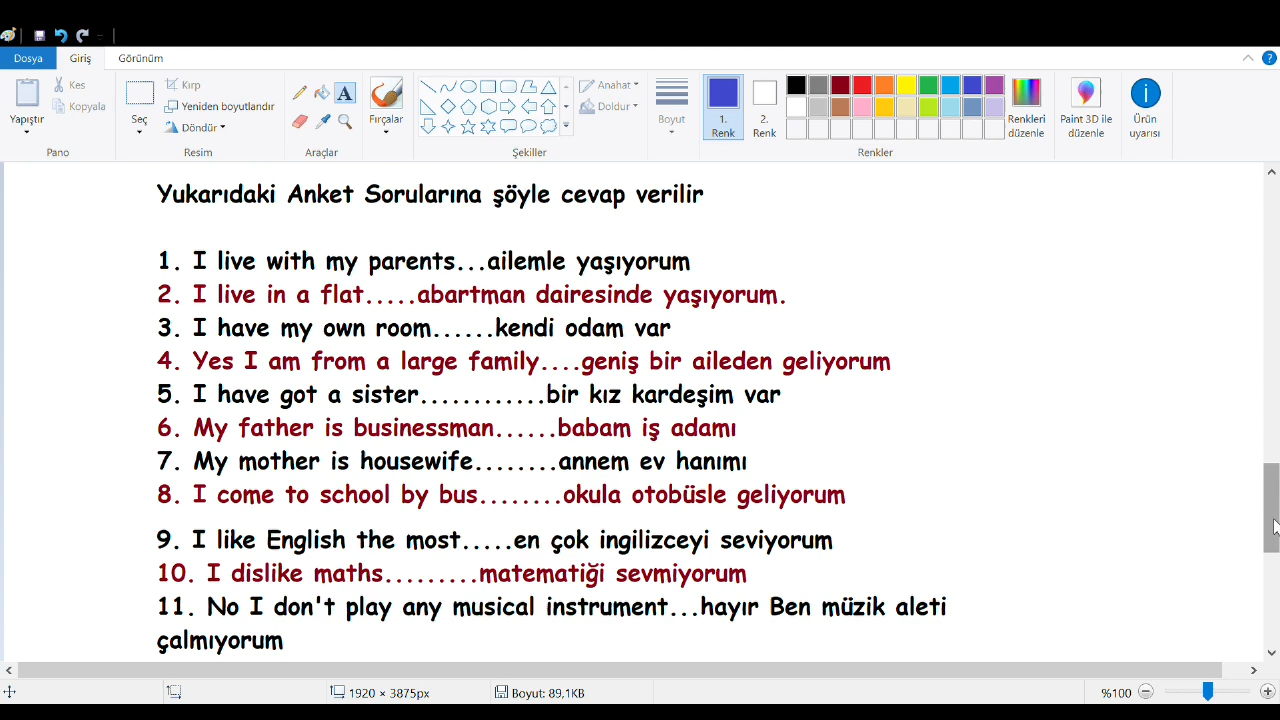 Dosya Giriş Görünüm
Yapıştır
Kes
Kopyala
Pano
Seç
Kırp
Yeniden boyutlandır
Döndür
Resim
A
Araçlar
Fırçalar
Şekiller
Anahat
Doldur
Boyut
1.
Renk
2.
Renk
Renkler
Renkleri
düzenle
Paint 3D ile
düzenle
Ürün
uyarısı
Yukarıdaki Anket Sorularına şöyle cevap verilir
1. I live with my parents...ailemle yaşıyorum
2. I live in a flat.....abartman dairesinde yaşıyorum.
3. I have my own room......kendi odam var
4. Yes I am from a large family....geniş bir aileden geliyorum
5. I have got a sister............bir kız kardeşim var
6. My father is businessman......babam iş adamı
7. My mother is housewife........annem ev hanımı
8. I come to school by bus........okula otobüsle geliyorum
9. I like English the most.....en çok ingilizceyi seviyorum
10. I dislike maths.........matematiği sevmiyorum
11. No I don't play any musical instrument...hayır Ben müzik aleti
çalmıyorum
1920 × 3875px Boyut: 89,1KB %100